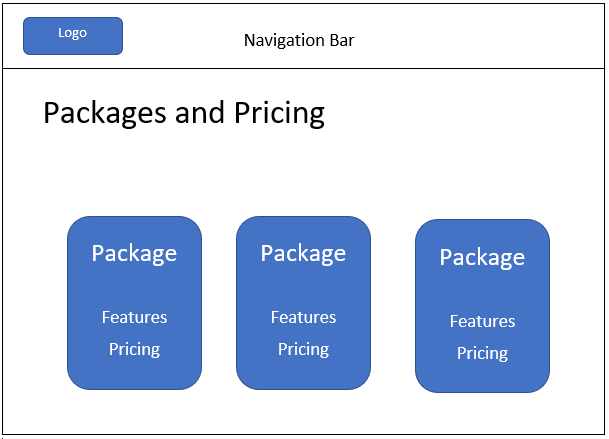 Logo
Navigation Bar
Packages and Pricing
Package
Features
Pricing
Package
Features
Pricing
Package
Features
Pricing